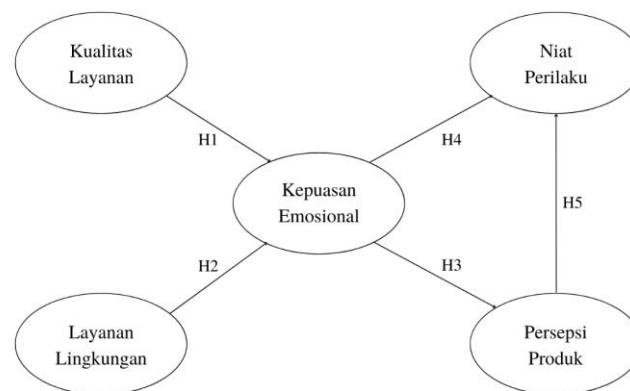 Kualitas
Layanan
Niat
Perilaku
H1
H4
Kepuasan
Emosional
H5
H2
H3
Layanan
Lingkungan
Persepsi
Produk